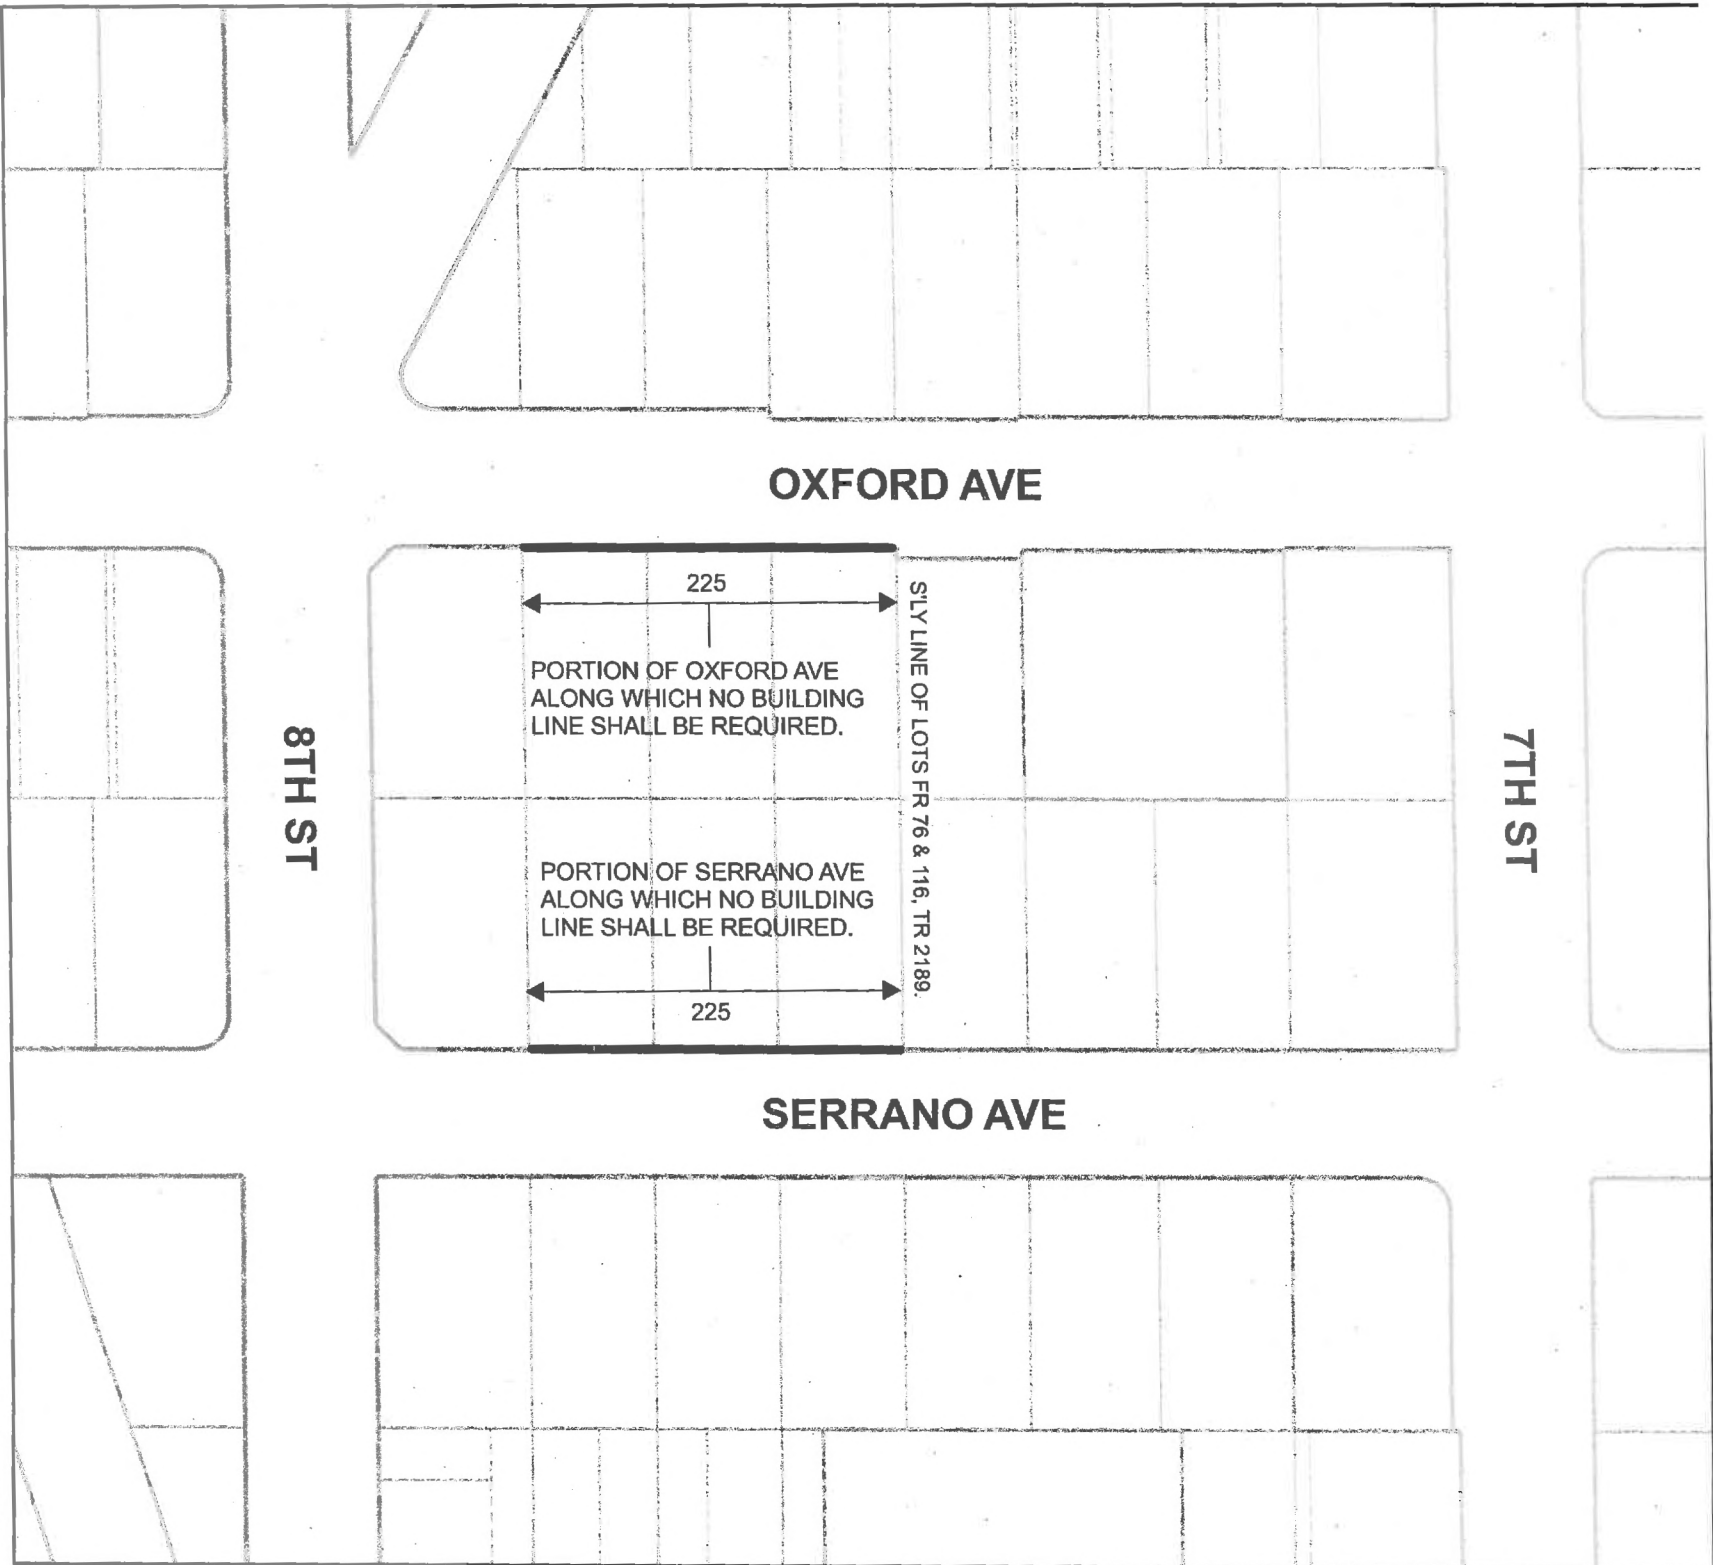 OXFORD AVE
225
PORTION OF OXFORD AVE
ALONG WHICH NO BUILDING
LINE SHALL BE REQUIRED.
S'LY LINE OF LOTS FR 76 & 116, TR 2189.
8TH ST
7TH ST
PORTION OF SERRANO AVE
ALONG WHICH NO BUILDING
LINE SHALL BE REQUIRED.
225
SERRANO AVE